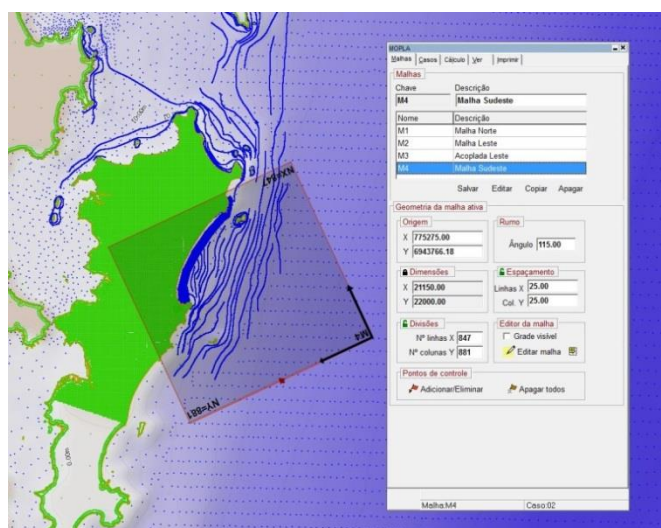 MOPLA
Malhas Casos Cálculo Ver Imprimir
Malhas
Chave Descrição
M4 Malha Sudeste
Nome Descrição
M1 Malha Norte
M2 Malha Leste
M3 Acoplada Leste
M4 Malha Sudeste
Salvar Editar Copiar Apagar
Geometria da malha ativa
Origem Rumo
X 775275.00
Ângulo 115.00
Y 6943766.18
Dimensões Espaçamento
X 21150.00 Linhas X 25.00
Y 22000.00 Col. Y 25.00
Divisões Editor da malha
Nº linhas X 847 Grade visível
Nº colunas Y 881 Editar malha
Pontos de controle
Adicionar/Eliminar Apagar todos
Malha:M4 Caso:02
NX=847
M4
NY=881
0.00m